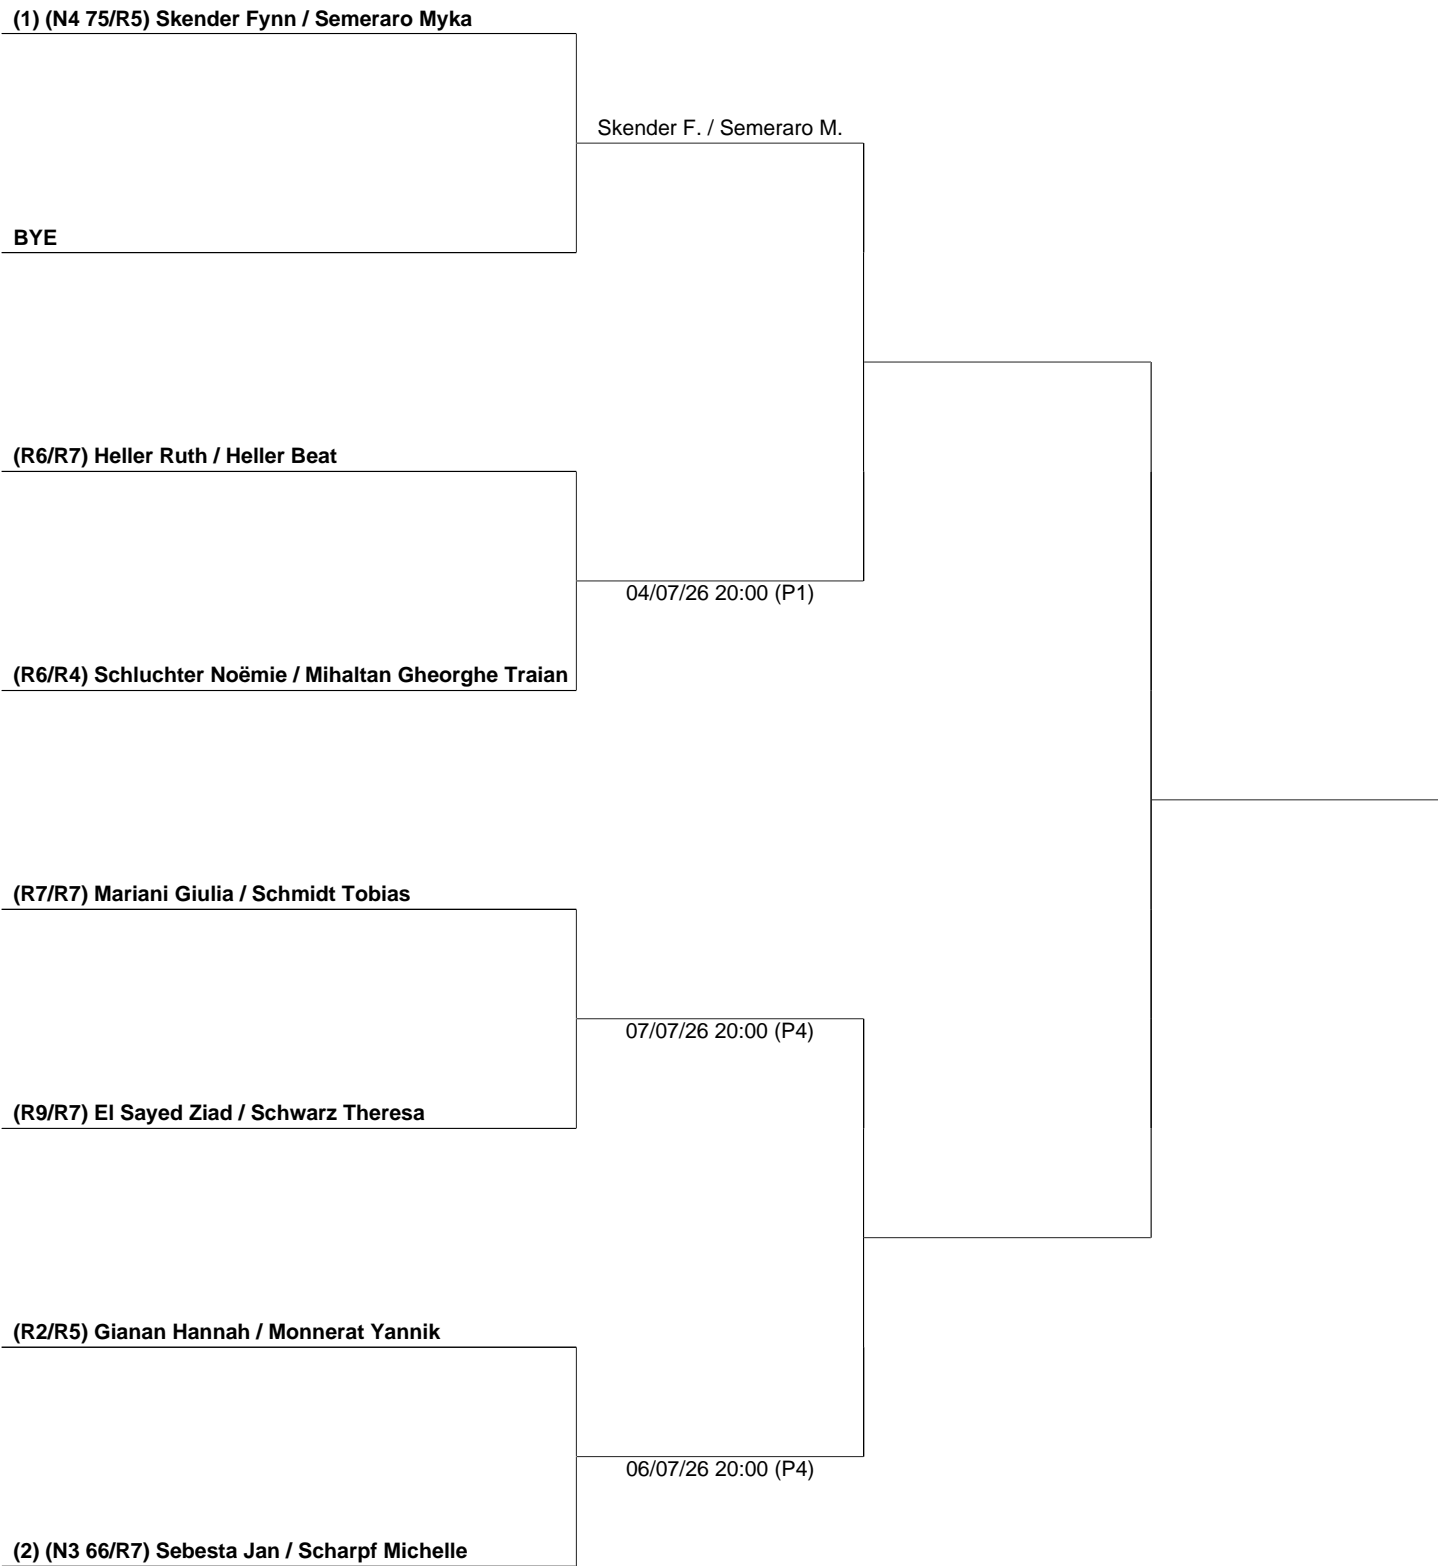 (1) (N4 75/R5) Skender Fynn / Semeraro Myka
Skender F. / Semeraro M.
BYE
(R6/R7) Heller Ruth / Heller Beat
04/07/26 20:00 (P1)
(R6/R4) Schluchter Noëmie / Mihaltan Gheorghe Traian
(R7/R7) Mariani Giulia / Schmidt Tobias
07/07/26 20:00 (P4)
(R9/R7) El Sayed Ziad / Schwarz Theresa
(R2/R5) Gianan Hannah / Monnerat Yannik
06/07/26 20:00 (P4)
(2) (N3 66/R7) Sebesta Jan / Scharpf Michelle